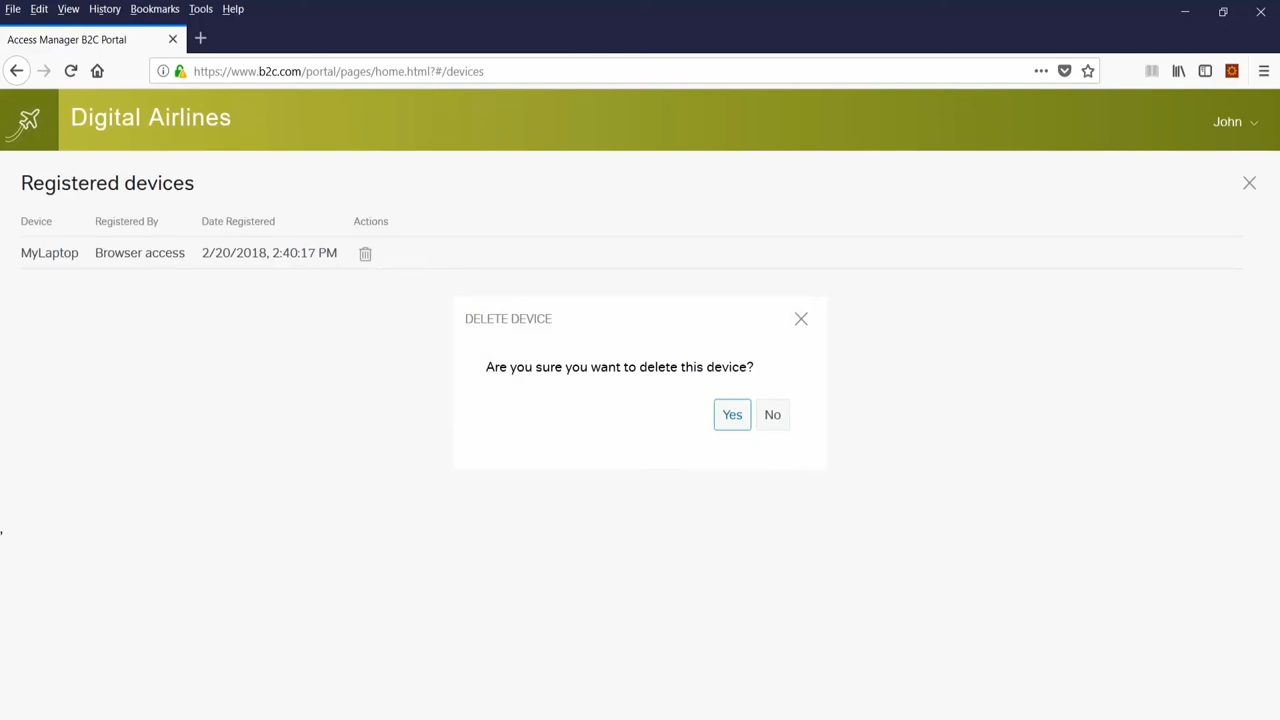 File Edit View History Bookmarks Tools Help
Access Manager B2C Portal
https://www.b2c.com/portal/pages/home.html?#/devices
Digital Airlines
John
Registered devices
Device Registered By Date Registered Actions
MyLaptop Browser access 2/20/2018, 2:40:17 PM
DELETE DEVICE
Are you sure you want to delete this device?
Yes No
,